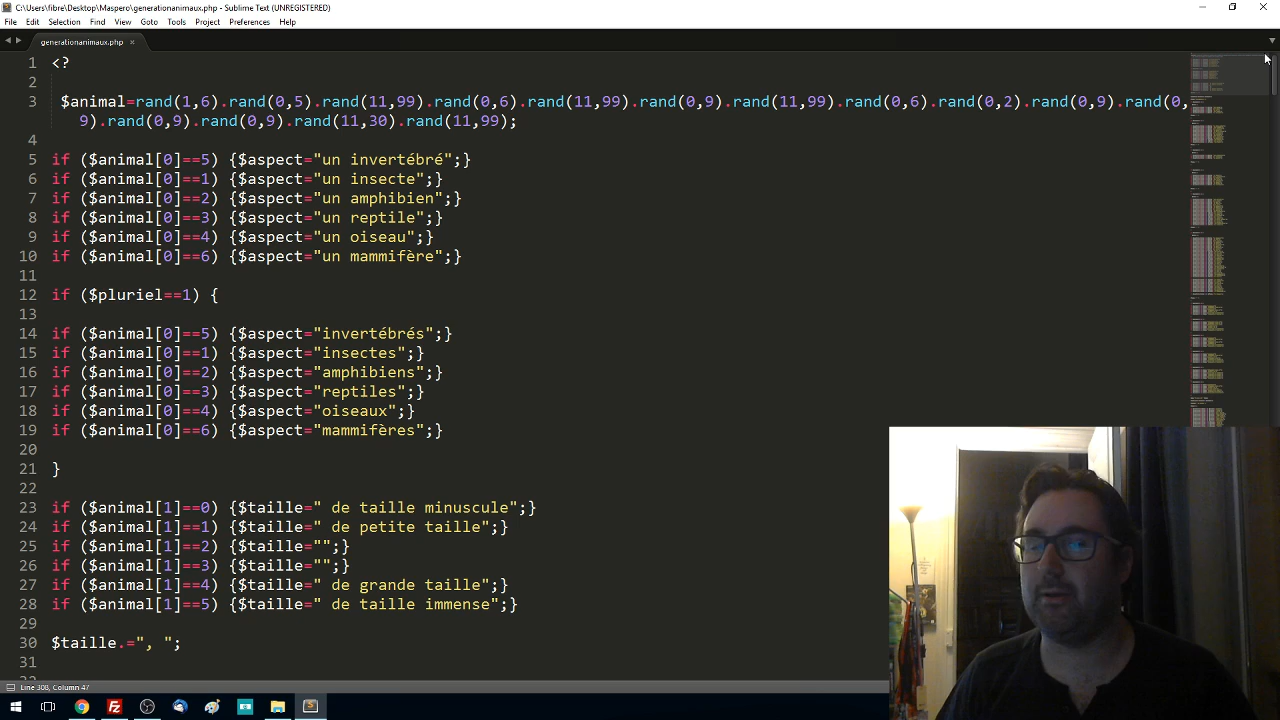 C:\Users\fibre\Desktop\Maspero\generationanimaux.php - Sublime Text (UNREGISTERED)
File Edit Selection Find View Goto Tools Project Preferences Help
generationanimaux.php
1 <?
2
3 $animal=rand(1,6).rand(0,5).rand(11,99).rand(0,9).rand(11,99).rand(0,9).rand(11,99).rand(0,6).rand(0,2).rand(0,9).rand(0,
9).rand(0,9).rand(0,9).rand(11,30).rand(11,99);
4
5 if ($animal[0]==5) {$aspect="un invertébré";}
6 if ($animal[0]==1) {$aspect="un insecte";}
7 if ($animal[0]==2) {$aspect="un amphibien";}
8 if ($animal[0]==3) {$aspect="un reptile";}
9 if ($animal[0]==4) {$aspect="un oiseau";}
10 if ($animal[0]==6) {$aspect="un mammifère";}
11
12 if ($pluriel==1) {
13
14 if ($animal[0]==5) {$aspect="invertébrés";}
15 if ($animal[0]==1) {$aspect="insectes";}
16 if ($animal[0]==2) {$aspect="amphibiens";}
17 if ($animal[0]==3) {$aspect="reptiles";}
18 if ($animal[0]==4) {$aspect="oiseaux";}
19 if ($animal[0]==6) {$aspect="mammifères";}
20
21 }
22
23 if ($animal[1]==0) {$taille=" de taille minuscule";}
24 if ($animal[1]==1) {$taille=" de petite taille";}
25 if ($animal[1]==2) {$taille="";}
26 if ($animal[1]==3) {$taille="";}
27 if ($animal[1]==4) {$taille=" de grande taille";}
28 if ($animal[1]==5) {$taille=" de taille immense";}
29
30 $taille.=", ";
31
Line 308, Column 47